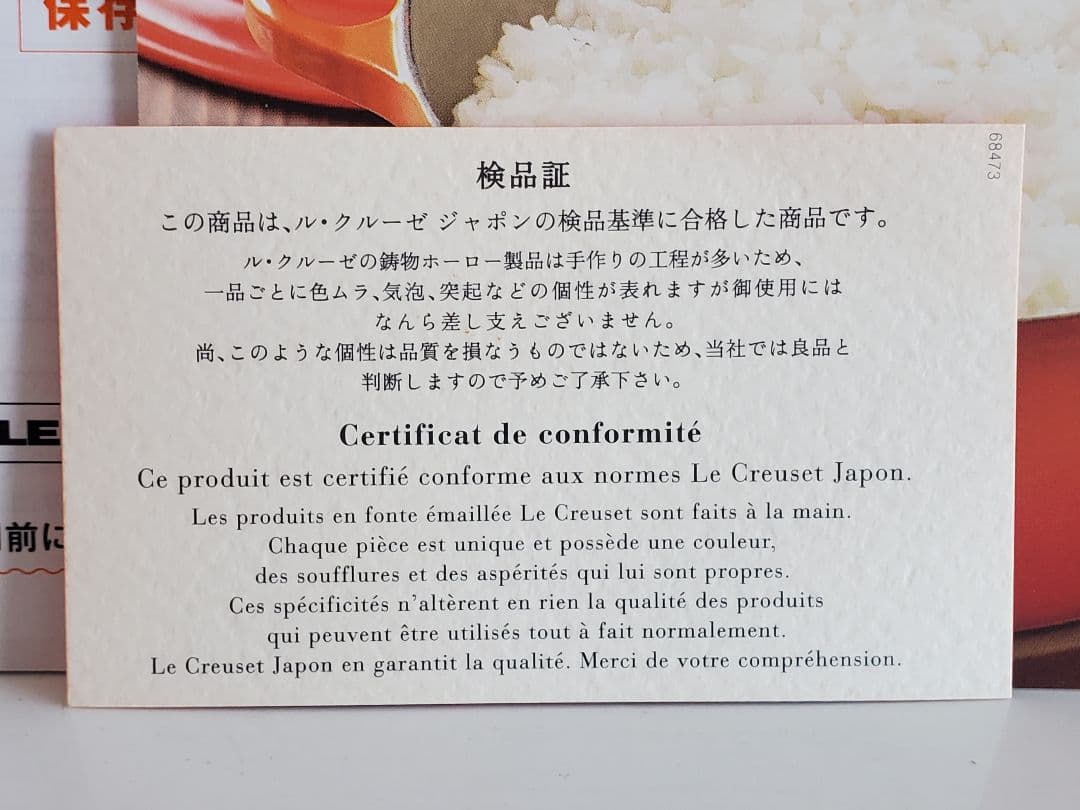 保存
68473
検品証
この商品は、ル・クルーゼ ジャポンの検品基準に合格した商品です。
ル・クルーゼの鋳物ホーロー製品は手作りの工程が多いため、
一品ごとに色ムラ、気泡、突起などの個性が表れますが御使用には
なんら差し支えございません。
尚、このような個性は品質を損なうものではないため、当社では良品と
判断しますので予めご了承下さい。
Certificat de conformité
Ce produit est certifié conforme aux normes Le Creuset Japon.
Les produits en fonte émaillée Le Creuset sont faits à la main.
Chaque pièce est unique et possède une couleur,
des soufflures et des aspérités qui lui sont propres.
Ces spécificités n'altèrent en rien la qualité des produits
qui peuvent être utilisés tout à fait normalement.
Le Creuset Japon en garantit la qualité. Merci de votre compréhension.
LE
前に